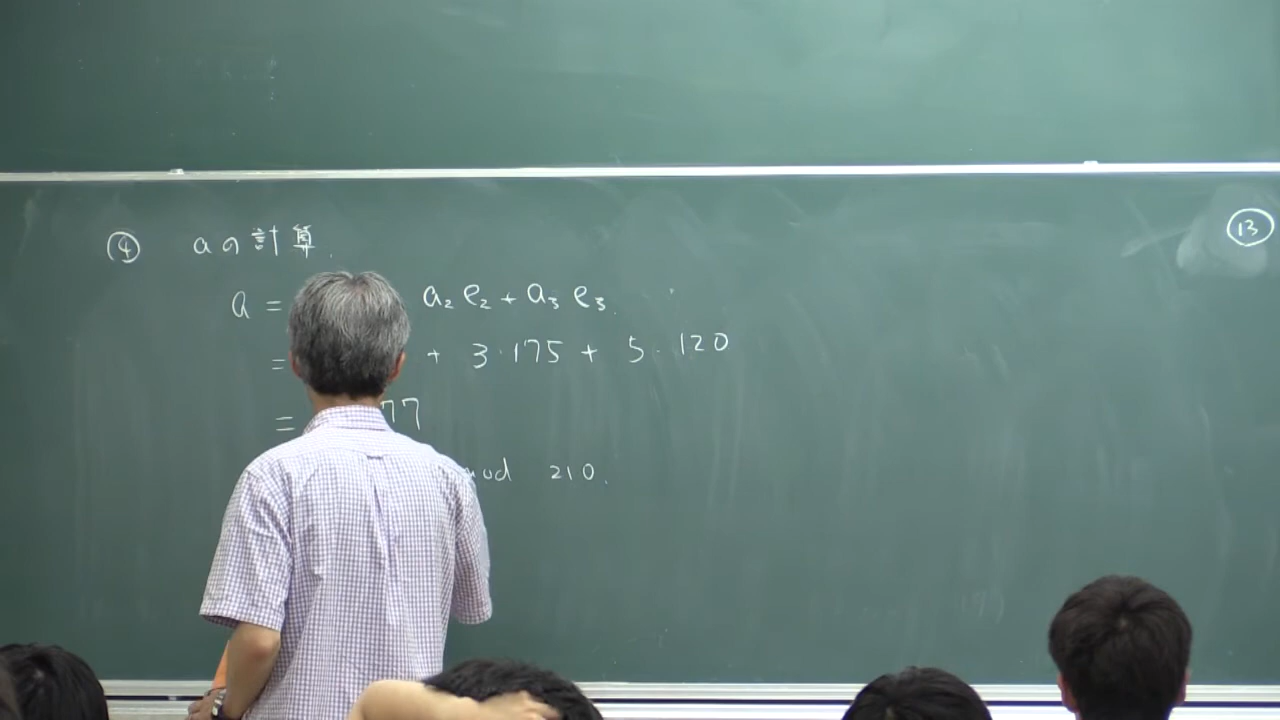 ④ aの計算.
⑬
a = a₂ e₂ + a₃ e₃.
= + 3·175 + 5·120
= 77
mod 210.